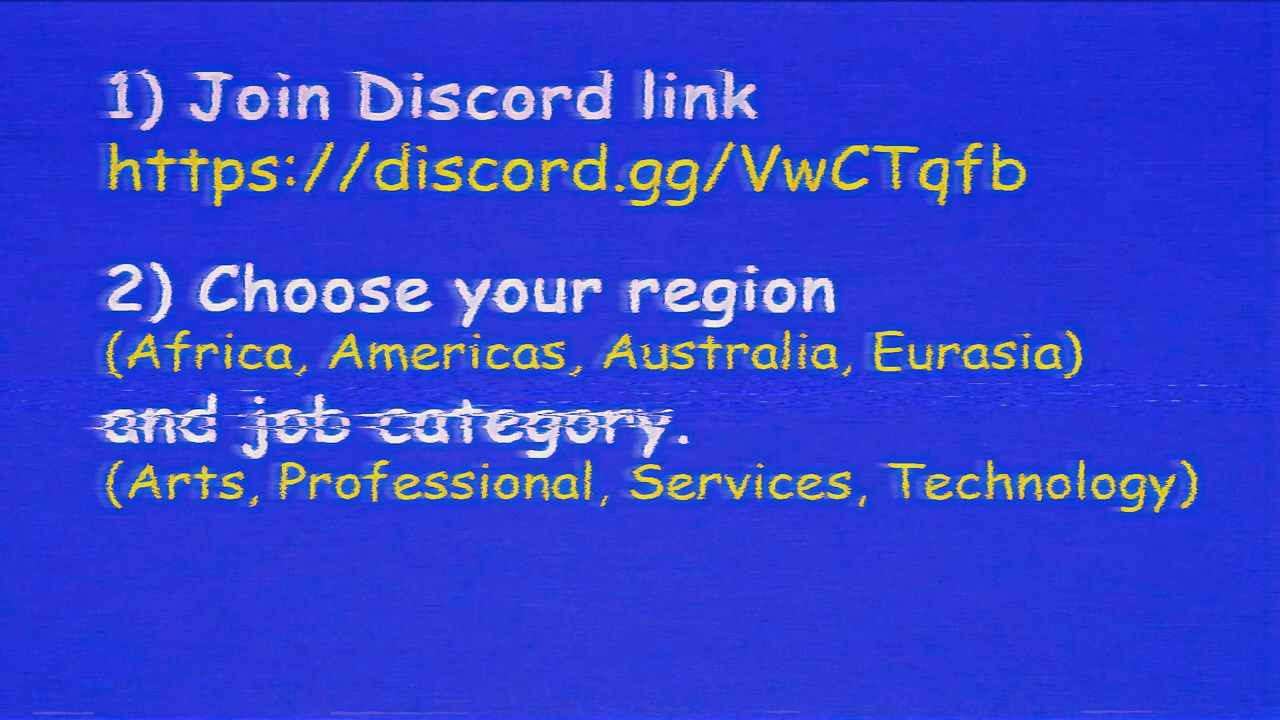 1) Join Discord link
https://discord.gg/VwCTqfb
2) Choose your region
(Africa, Americas, Australia, Eurasia)
and job category.
(Arts, Professional, Services, Technology)